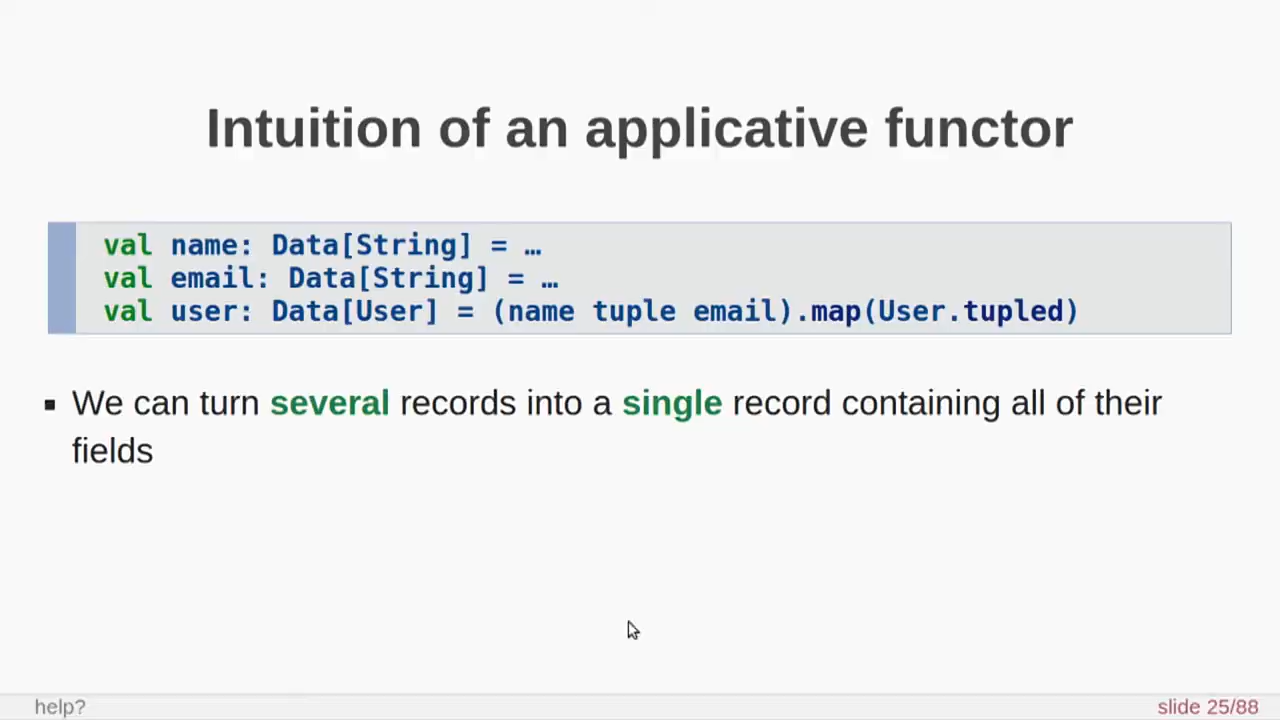 Intuition of an applicative functor
val name: Data[String] = …
val email: Data[String] = …
val user: Data[User] = (name tuple email).map(User.tupled)
▪ We can turn several records into a single record containing all of their
fields
help?
slide 25/88